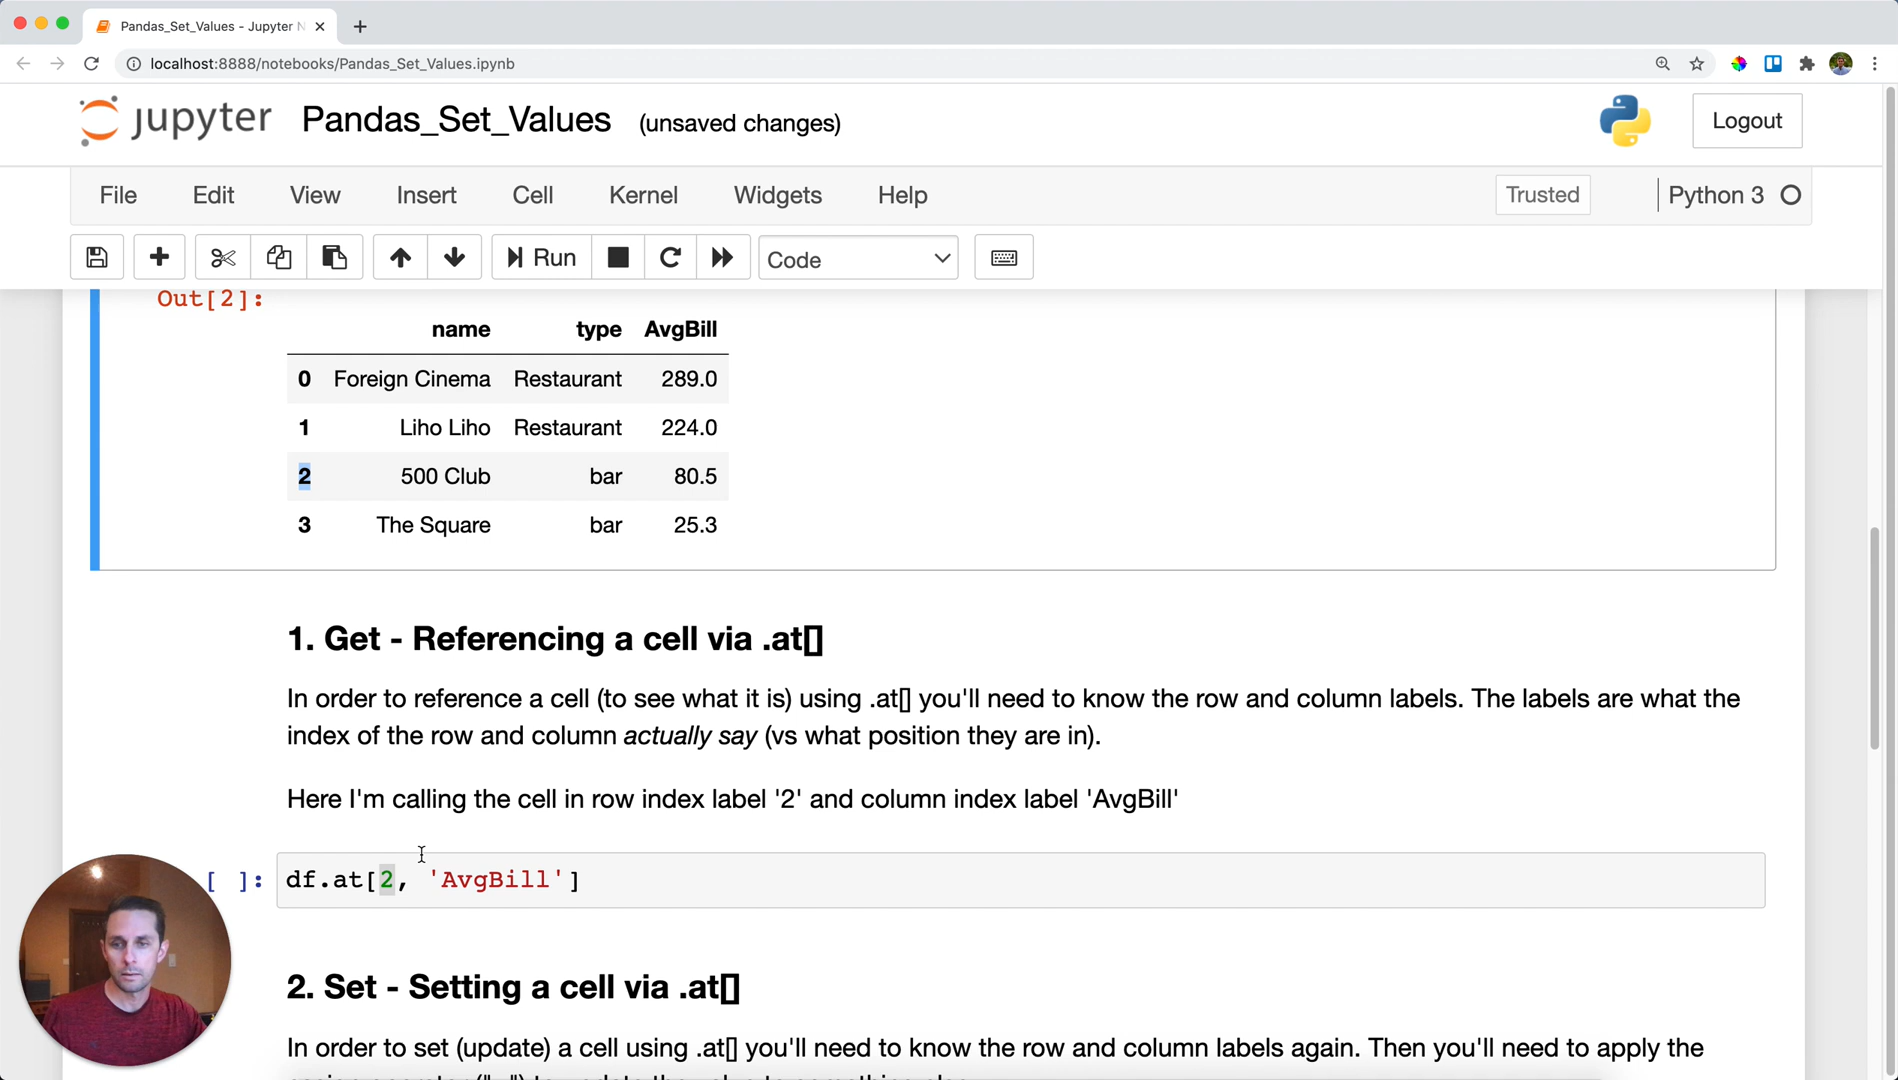 Pandas_Set_Values - Jupyter N
localhost:8888/notebooks/Pandas_Set_Values.ipynb
jupyter Pandas_Set_Values (unsaved changes) Logout
File Edit View Insert Cell Kernel Widgets Help Trusted Python 3
Run Code
Out[2]:
name type AvgBill
0 Foreign Cinema Restaurant 289.0
1 Liho Liho Restaurant 224.0
2 500 Club bar 80.5
3 The Square bar 25.3
1. Get - Referencing a cell via .at[]
In order to reference a cell (to see what it is) using .at[] you'll need to know the row and column labels. The labels are what the
index of the row and column actually say (vs what position they are in).
Here I'm calling the cell in row index label '2' and column index label 'AvgBill'
[ ]: df.at[2, 'AvgBill']
2. Set - Setting a cell via .at[]
In order to set (update) a cell using .at[] you'll need to know the row and column labels again. Then you'll need to apply the